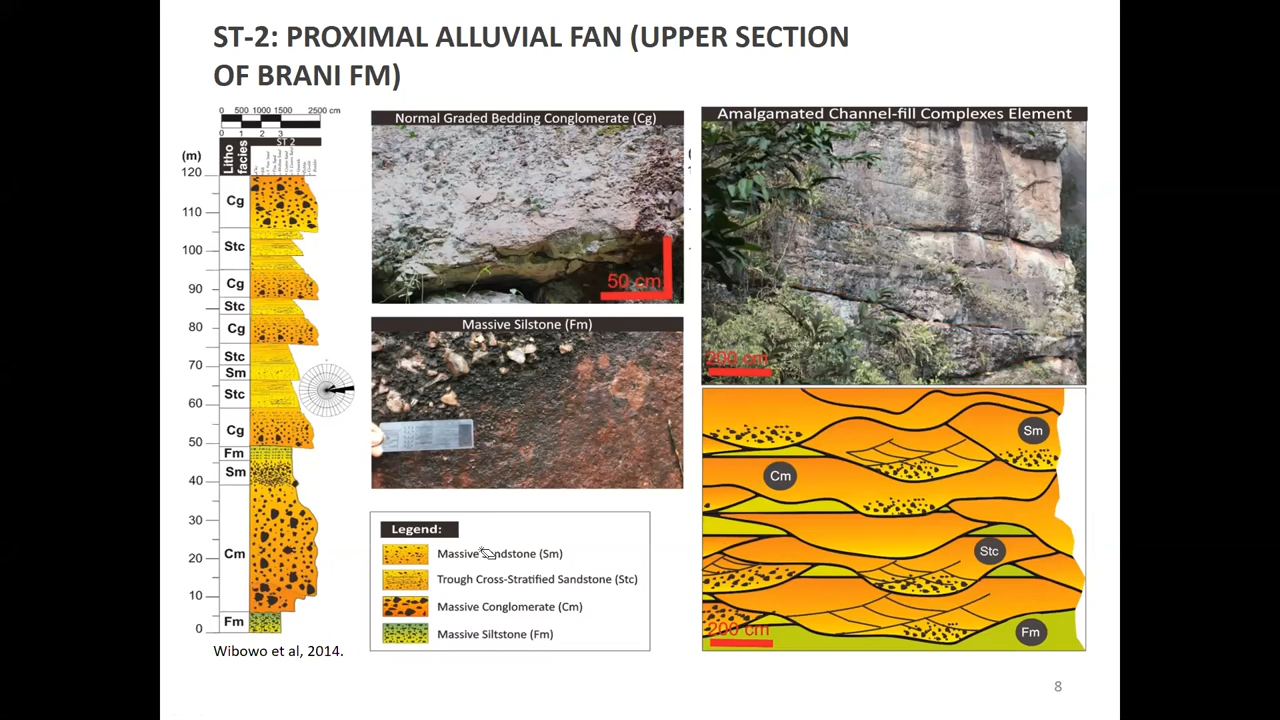 ST-2: PROXIMAL ALLUVIAL FAN (UPPER SECTION
OF BRANI FM)
0 500 1000 1500 2500 cm
0 1 2 3
ST 2
Litho
facies
(m)
120
Cg
110
Stc
100
Cg
90
Stc
80
Cg
Stc
70
Sm
Stc
60
Cg
50
Fm
Sm
40
30
Cm
20
10
Fm
0
Wibowo et al, 2014.
Normal Graded Bedding Conglomerate (Cg)
50 cm
Massive Silstone (Fm)
Legend:
Massive Sandstone (Sm)
Trough Cross-Stratified Sandstone (Stc)
Massive Conglomerate (Cm)
Massive Siltstone (Fm)
Amalgamated Channel-fill Complexes Element
200 cm
Sm
Cm
Stc
200 cm
Fm
8